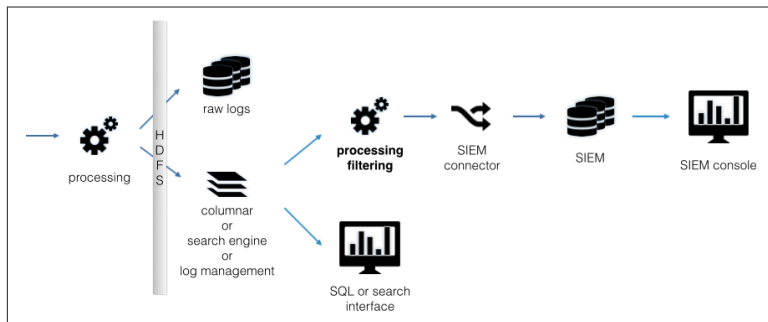 processing
H
D
F
S
raw logs
columnar
or
search engine
or
log management
processing
filtering
SQL or search
interface
SIEM
connector
SIEM
SIEM console